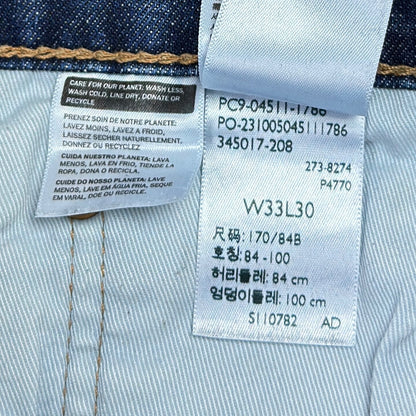 CARE FOR OUR PLANET: WASH LESS,
WASH COLD, LINE DRY, DONATE OR
RECYCLE
PRENEZ SOIN DE NOTRE PLANÈTE:
LAVEZ MOINS, LAVEZ A FROID,
LAISSEZ SECHER NATURELLEMENT,
DONNEZ OU RECYCLEZ
CUIDA NUESTRO PLANETA: LAVA
MENOS, LAVA EN FRIO, TIENDE LA
ROPA, DONA O RECICLA.
CUIDE DO NOSSO PLANETA: LAVE
MENOS, LAVE EM ÁGUA FRIA, SEQUE
EM VARAL, DOE OU RECICLE.
PC9-04511-1786
PO-231005045111786
345017-208
273-8274
P4770
W33L30
尺码: 170/84B
호칭: 84-100
허리둘레: 84 cm
엉덩이둘레: 100 cm
S110782 AD